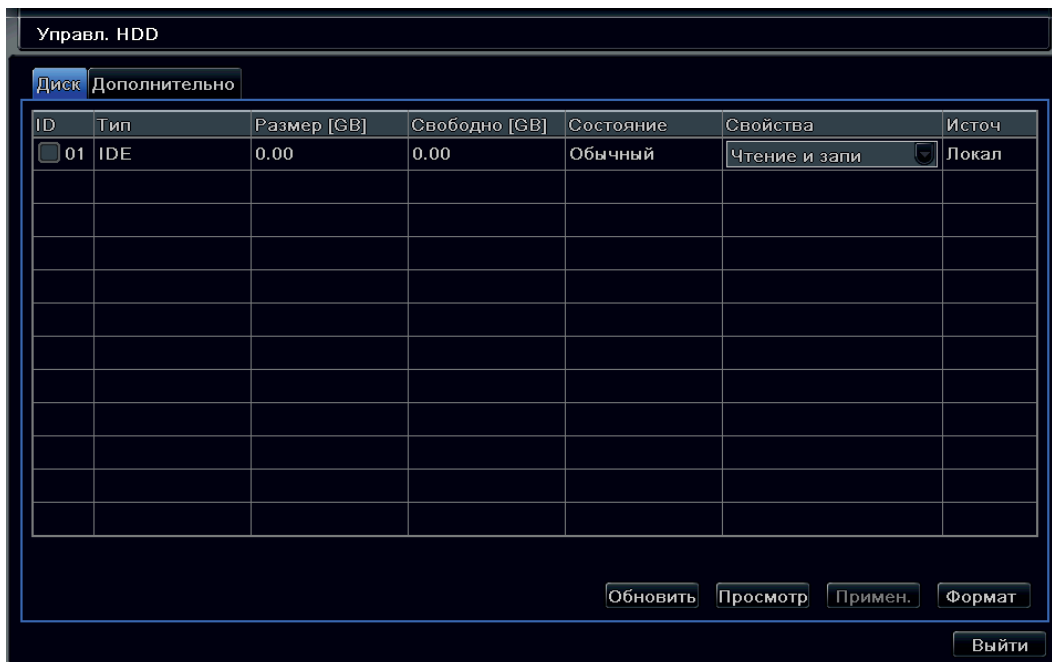 Управл. HDD
Диск Дополнительно
ID Тип Размер [GB] Свободно [GB] Состояние Свойства Источ
01 IDE 0.00 0.00 Обычный Чтение и запи Локал
Обновить Просмотр Примен. Формат
Выйти